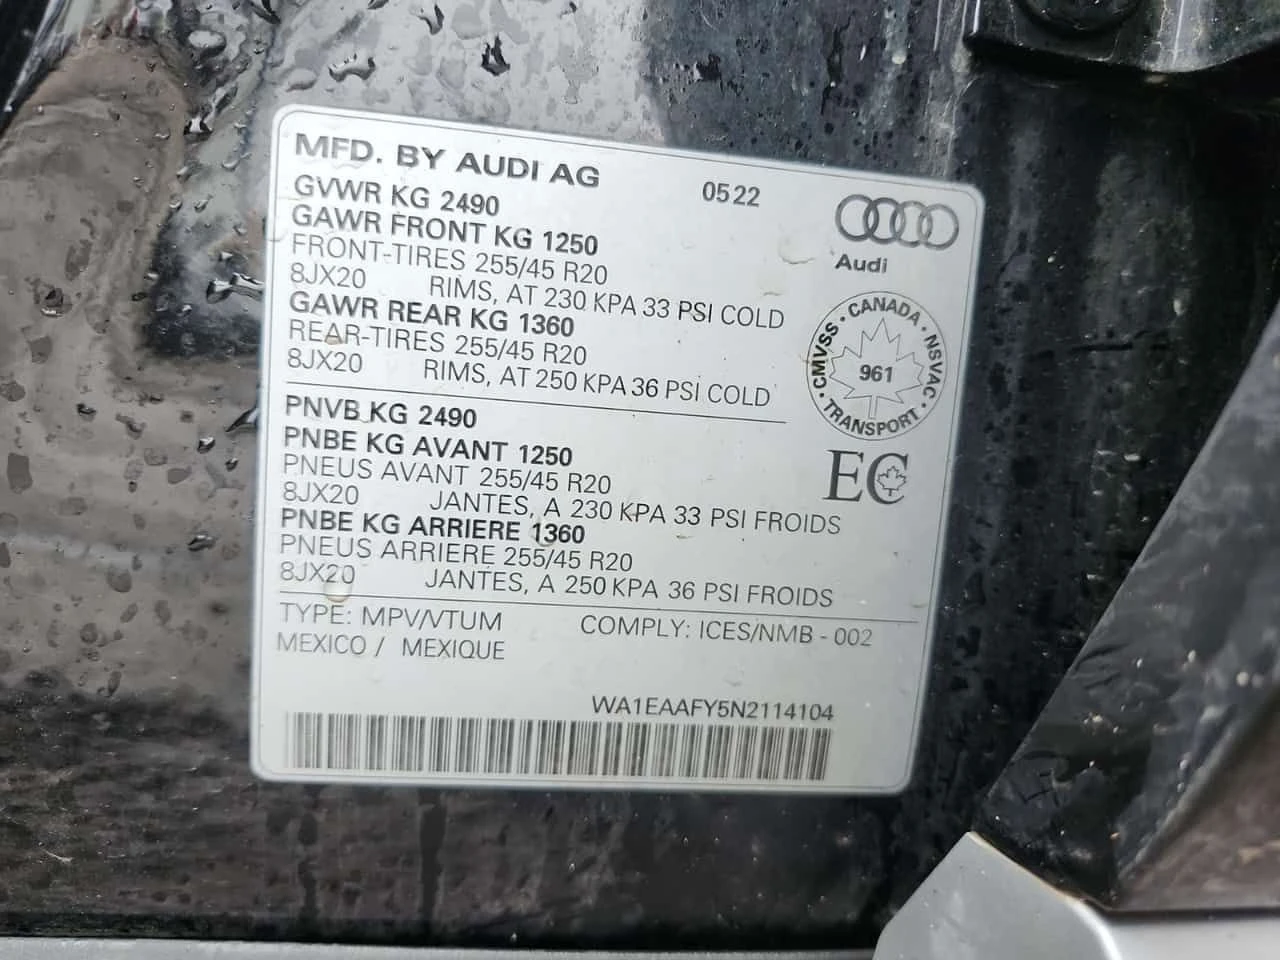 MFD. BY AUDI AG 0522
GVWR KG 2490
GAWR FRONT KG 1250
FRONT-TIRES 255/45 R20
8JX20 RIMS, AT 230 KPA 33 PSI COLD
GAWR REAR KG 1360
REAR-TIRES 255/45 R20
8JX20 RIMS, AT 250 KPA 36 PSI COLD
Audi
CANADA · NSVAC · TRANSPORT · CMVSS ·
961
PNVB KG 2490
PNBE KG AVANT 1250
PNEUS AVANT 255/45 R20
8JX20 JANTES, A 230 KPA 33 PSI FROIDS
PNBE KG ARRIERE 1360
PNEUS ARRIERE 255/45 R20
8JX20 JANTES, A 250 KPA 36 PSI FROIDS
EC
TYPE: MPV/VTUM COMPLY: ICES/NMB - 002
MEXICO / MEXIQUE
WA1EAAFY5N2114104